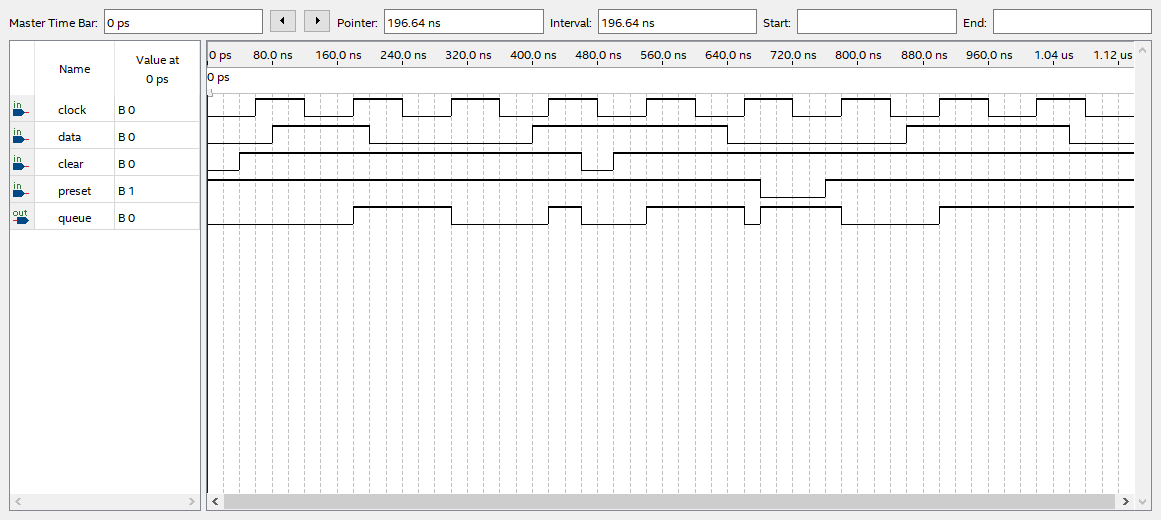 Master Time Bar: 0 ps Pointer: 196.64 ns Interval: 196.64 ns Start: End:
Name Value at 0 ps
0 ps 80.0 ns 160.0 ns 240.0 ns 320.0 ns 400.0 ns 480.0 ns 560.0 ns 640.0 ns 720.0 ns 800.0 ns 880.0 ns 960.0 ns 1.04 us 1.12 us
0 ps
in clock B 0
in data B 0
in clear B 0
in preset B 1
out queue B 0